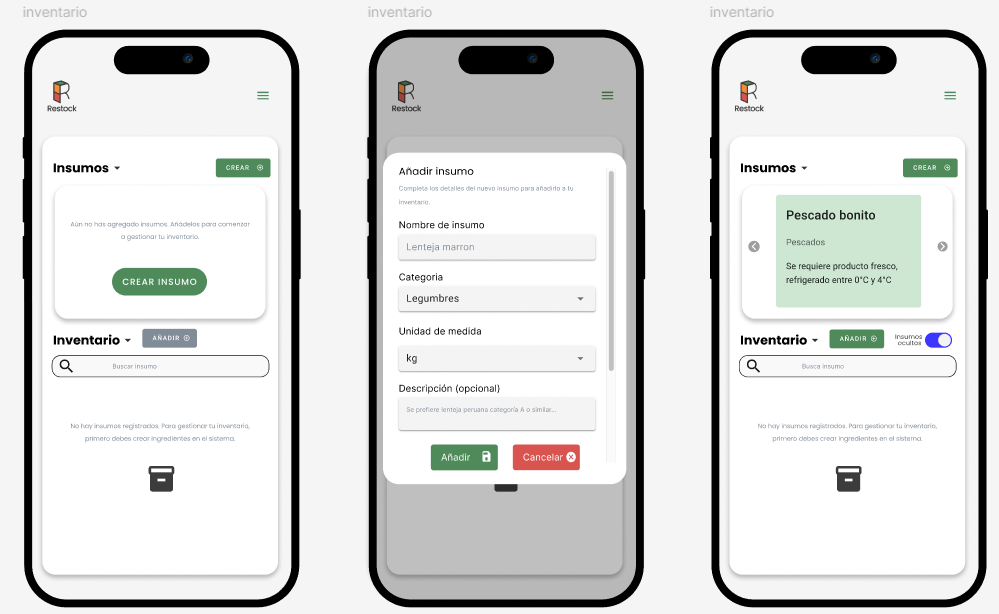 inventario
Restock
Insumos
CREAR
Aún no has agregado insumos. Añádelos para comenzar
a gestionar tu inventario.
CREAR INSUMO
Inventario
AÑADIR
Buscar insumo
No hay insumos registrados. Para gestionar tu inventario,
primero debes crear ingredientes en el sistema.
inventario
Restock
Añadir insumo
Completa los detalles del nuevo insumo para añadirlo a tu
inventario.
Nombre de insumo
Lenteja marron
Categoria
Legumbres
Unidad de medida
kg
Descripción (opcional)
Se prefiere lenteja peruana categoría A o similar...
Añadir
Cancelar
inventario
Restock
Insumos
CREAR
Pescado bonito
Pescados
Se requiere producto fresco,
refrigerado entre 0°C y 4°C
Inventario
AÑADIR
Insumos
ocultos
Busca insumo
No hay insumos registrados. Para gestionar tu inventario,
primero debes crear ingredientes en el sistema.